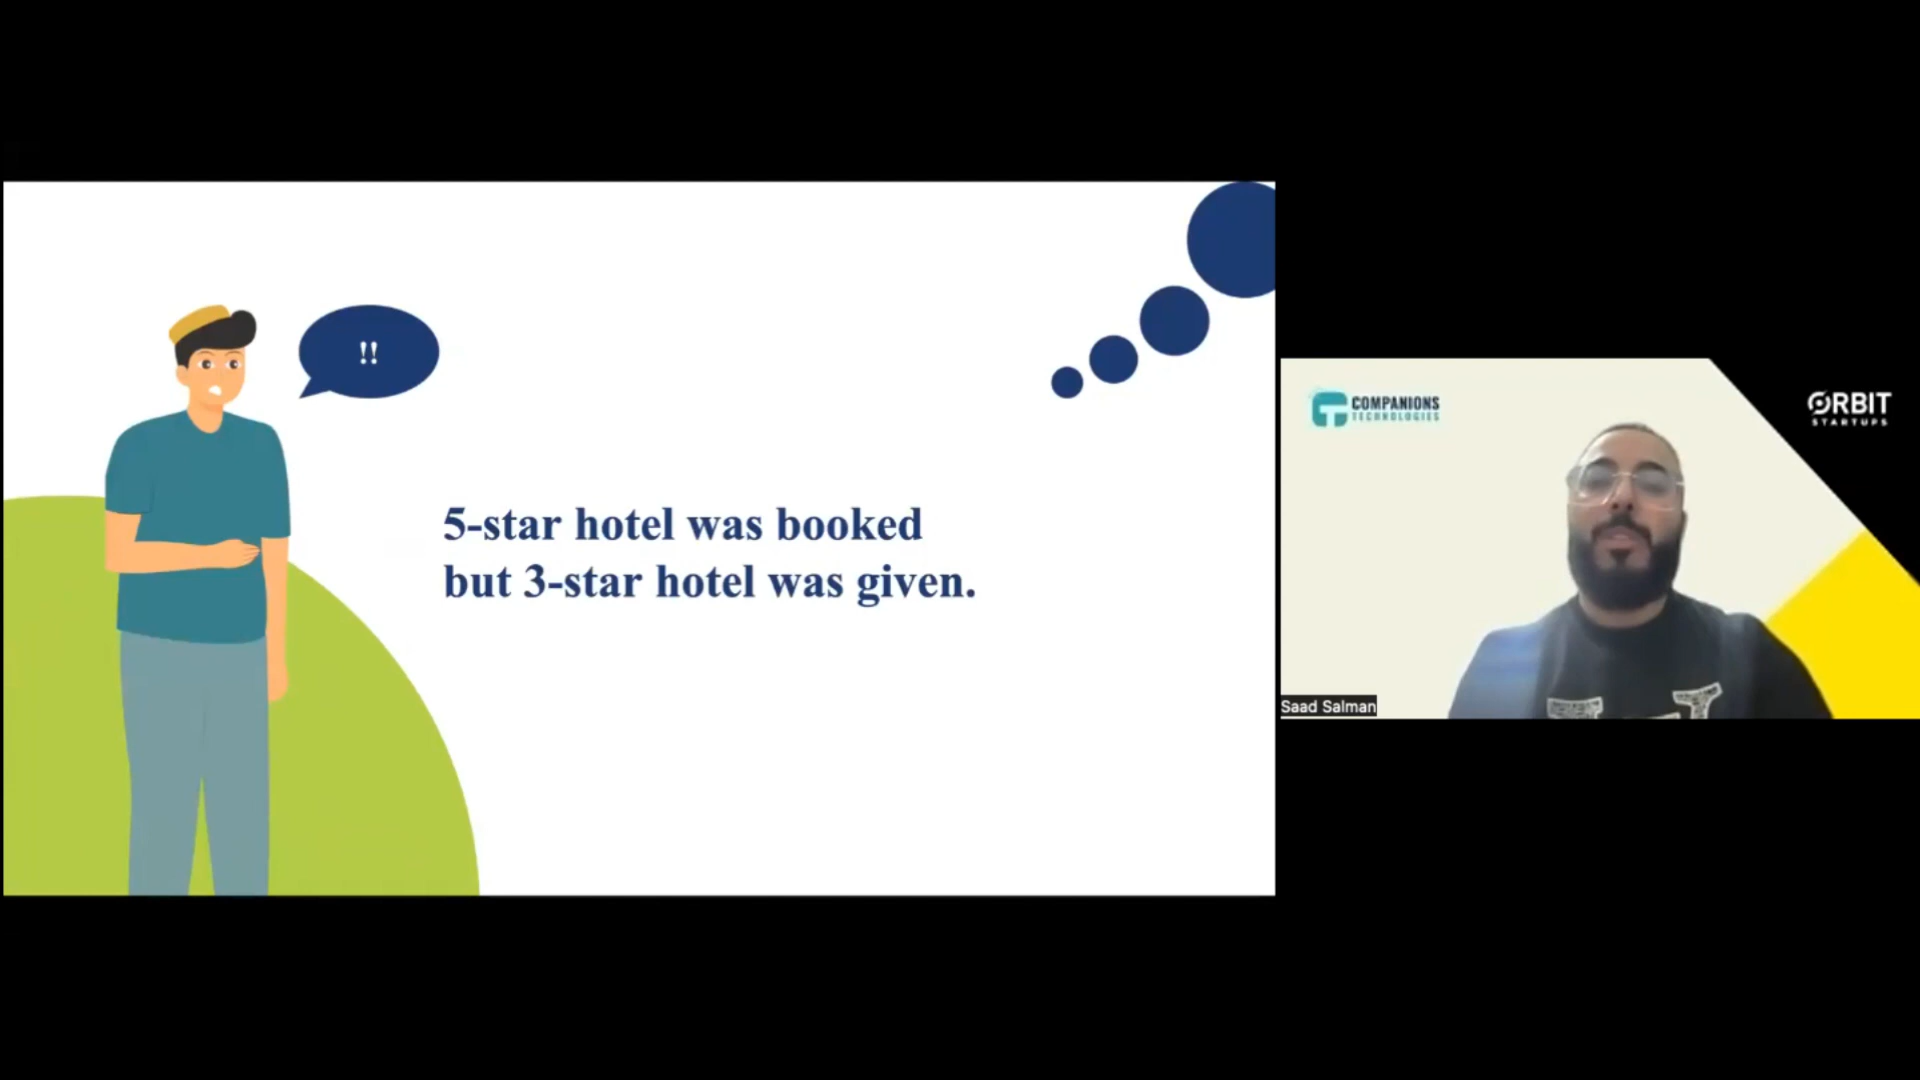 !!
5-star hotel was booked
but 3-star hotel was given.
COMPANIONS
TECHNOLOGIES
ORBIT
STARTUPS
Saad Salman